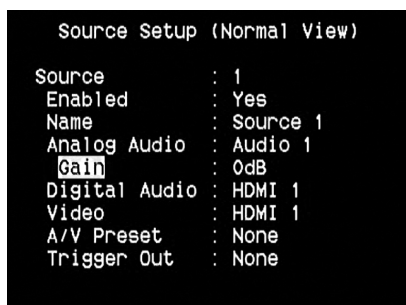 Source Setup (Normal View)
Source : 1
Enabled : Yes
Name : Source 1
Analog Audio : Audio 1
Gain : 0dB
Digital Audio : HDMI 1
Video : HDMI 1
A/V Preset : None
Trigger Out : None